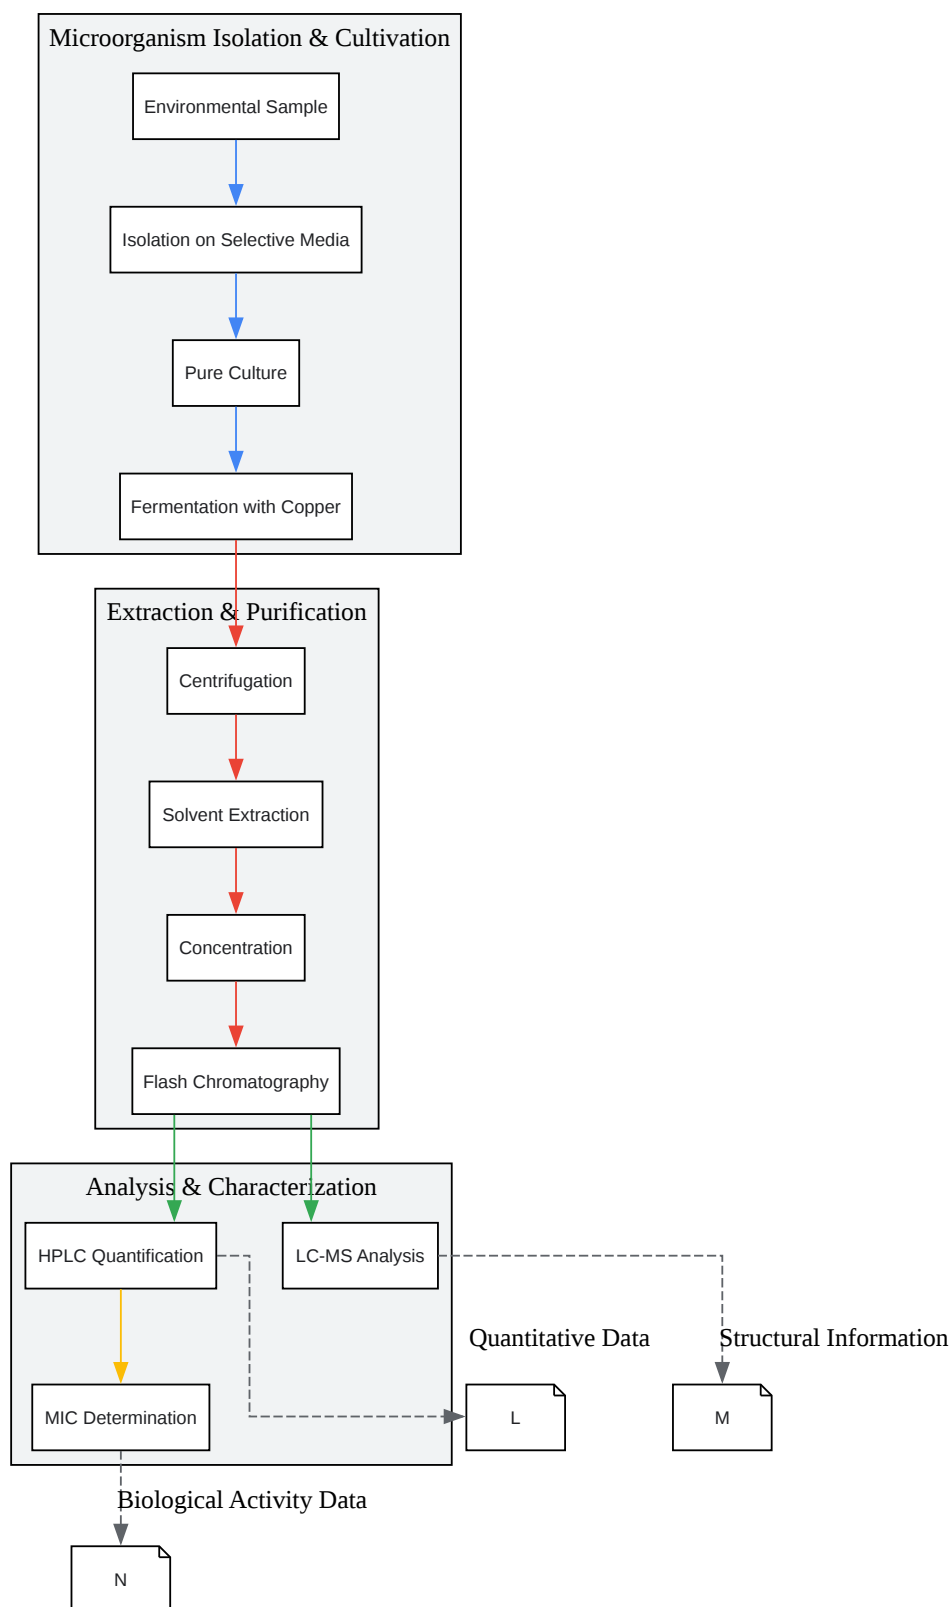 Microorganism Isolation & Cultivation
Environmental Sample
Isolation on Selective Media
Pure Culture
Fermentation with Copper
Extraction & Purification
Centrifugation
Solvent Extraction
Concentration
Flash Chromatography
Analysis & Characterization
HPLC Quantification
LC-MS Analysis
Quantitative Data
Structural Information
MIC Determination
L
M
Biological Activity Data
N